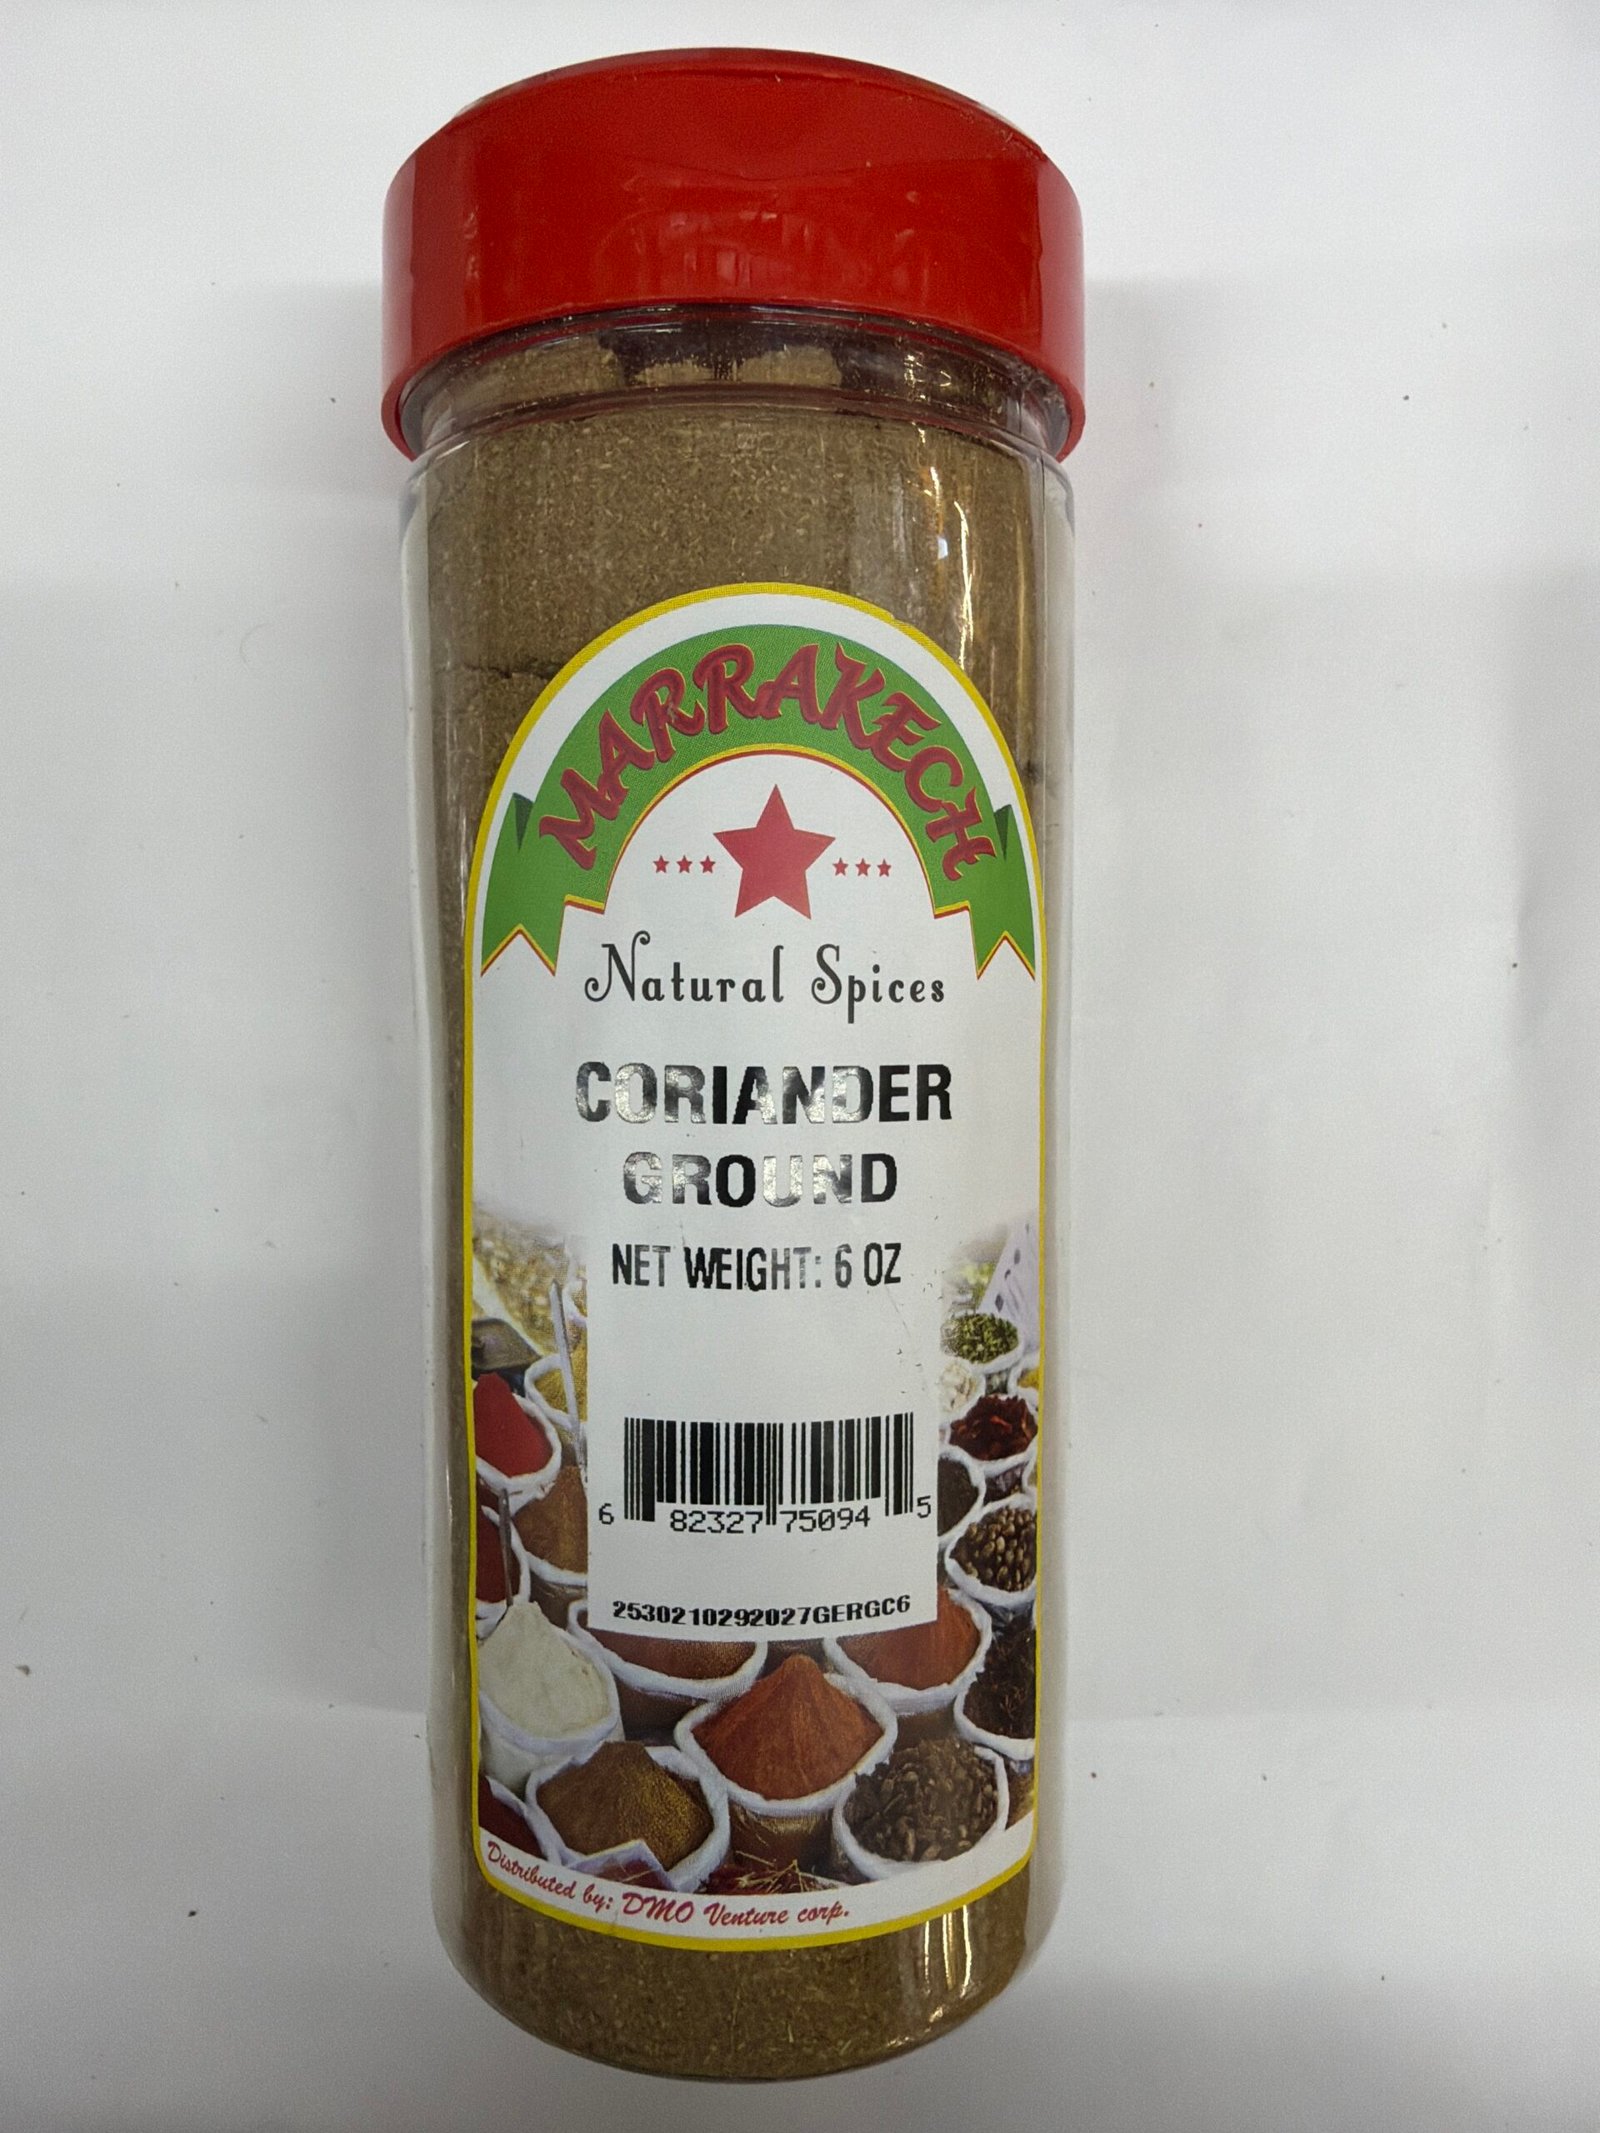 MARRAKECH
Natural Spices
CORIANDER
GROUND
NET WEIGHT: 6 OZ
6 82327 75094 5
2530210292027GERGC6
Distributed by: DMO Venture corp.